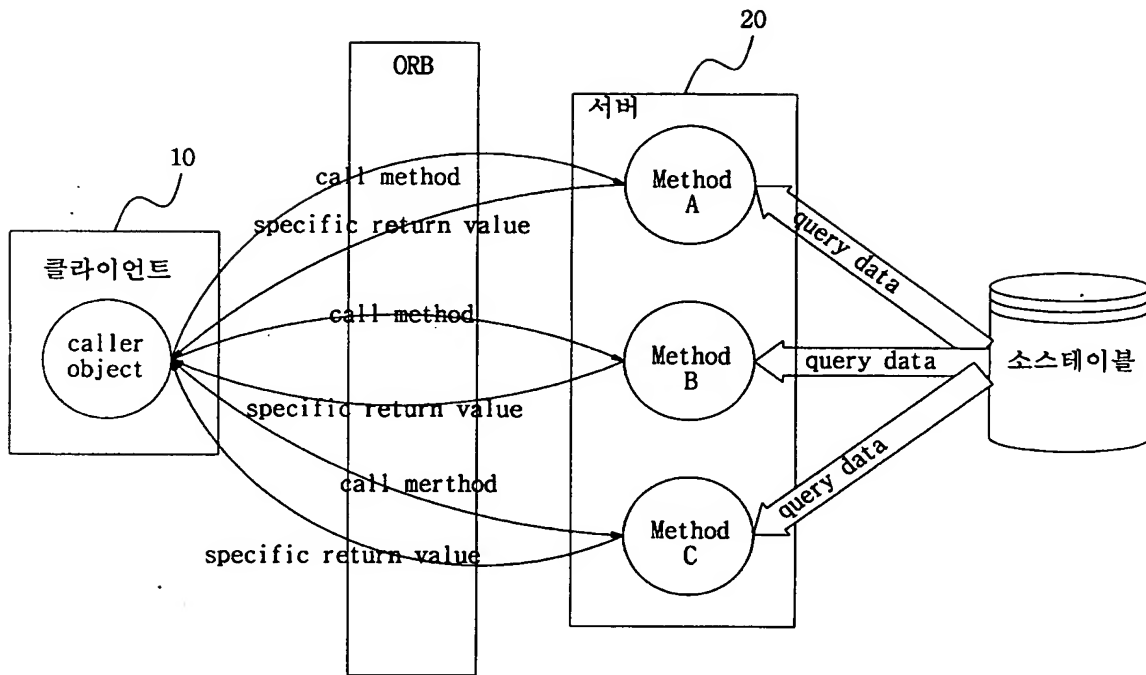 20
ORB
서버
10
call method
Method
A
specific return value
query data
클라이언트
call method
caller
object
Method
B
query data
소스테이블
specific return value
call merthod
query data
Method
C
specific return value